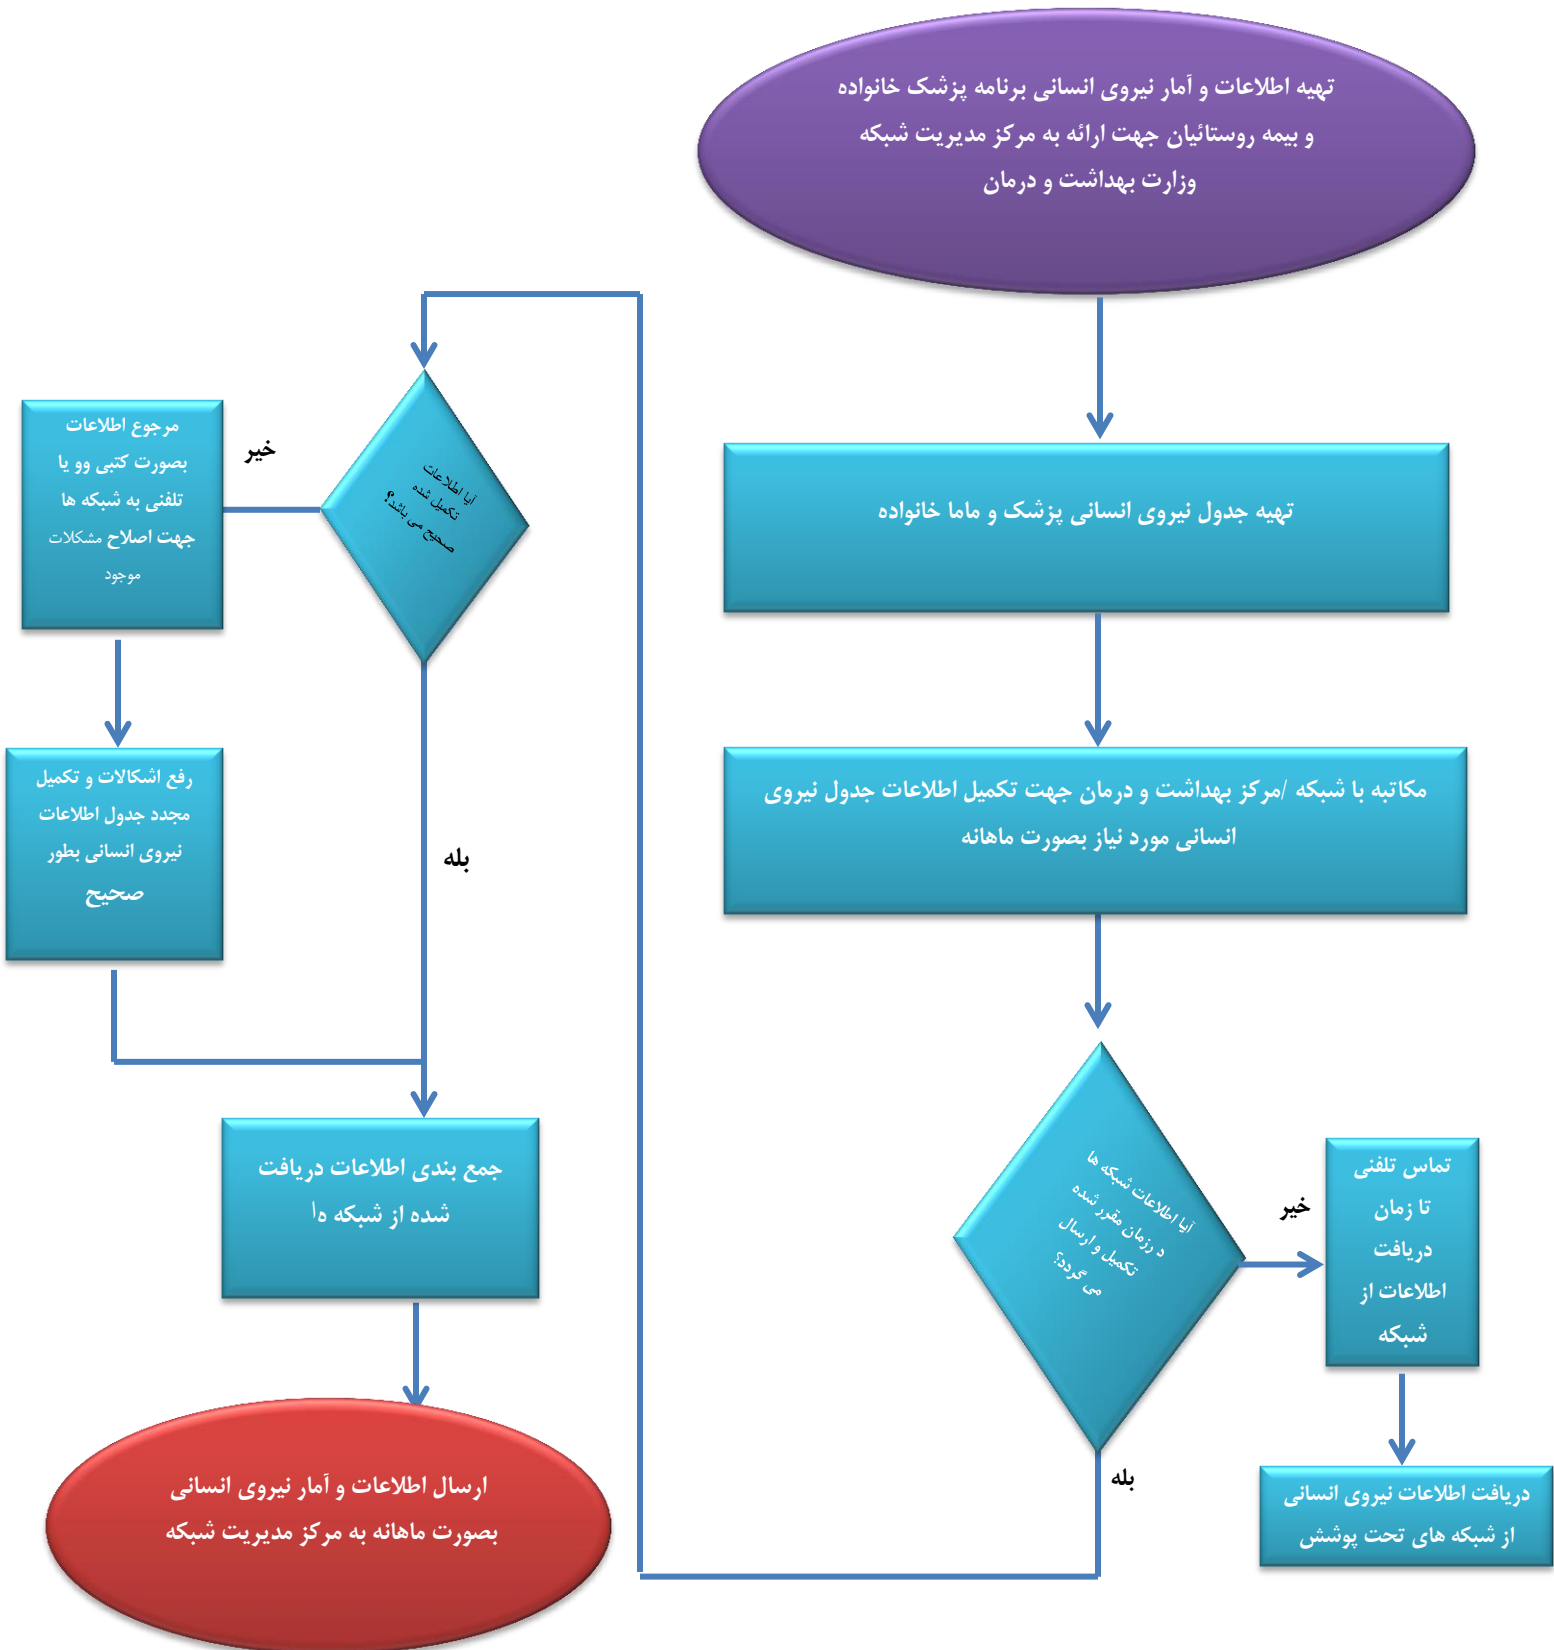 تهیه اطلاعات و آمار نیروی انسانی برنامه پزشک خانواده
و بیمه روستائیان جهت ارائه به مرکز مدیریت شبکه
وزارت بهداشت و درمان
تهیه جدول نیروی انسانی پزشک و ماما خانواده
مکاتبه با شبکه /مرکز بهداشت و درمان جهت تکمیل اطلاعات جدول نیروی
انسانی مورد نیاز بصورت ماهانه
آیا اطلاعات شبکه ها
د رزمان مقرر شده
تکمیل و ارسال
می گردد؟
خیر
تماس تلفنی
تا زمان
دریافت
اطلاعات از
شبکه
دریافت اطلاعات نیروی انسانی
از شبکه های تحت پوشش
بله
آیا اطلاعات
تکمیل شده
صحیح می باشد؟
خیر
مرجوع اطلاعات
بصورت کتبی وو یا
تلفنی به شبکه ها
جهت اصلاح مشکلات
موجود
رفع اشکالات و تکمیل
مجدد جدول اطلاعات
نیروی انسانی بطور
صحیح
بله
جمع بندی اطلاعات دریافت
شده از شبکه ها
ارسال اطلاعات و آمار نیروی انسانی
بصورت ماهانه به مرکز مدیریت شبکه